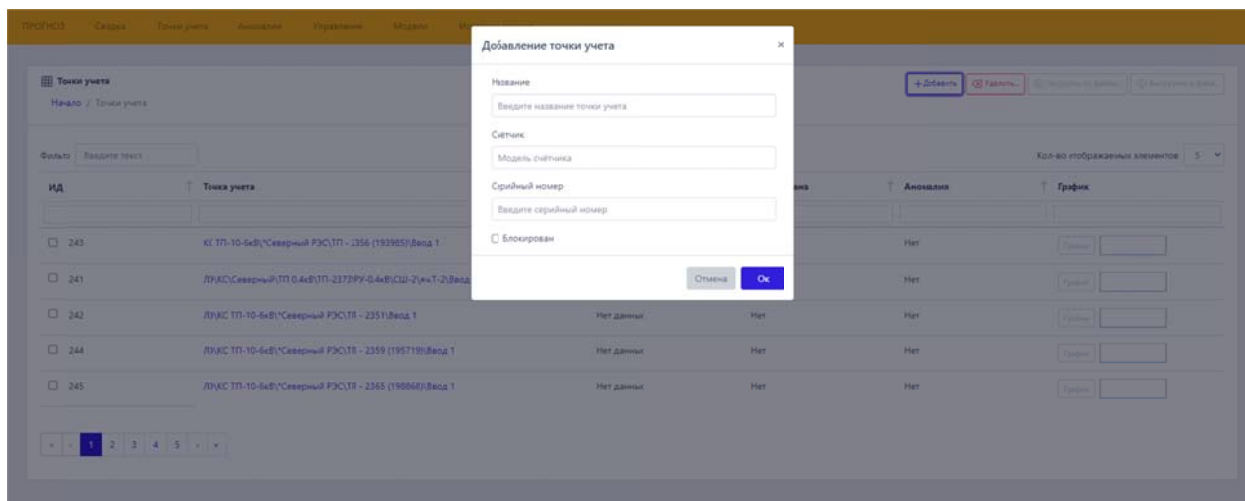 ПРОГНОЗ Сводка Точки учета Аномалии Управление Модели
Добавление точки учета ×
Точки учета
Начало / Точки учета
+ Добавить Удалить...
Название
Введите название точки учета
Счётчик
Модель счётчика
Серийный номер
Введите серийный номер
Блокирован
Отмена Ок
Фильтр Введите текст
Кол-во отображаемых элементов 5
ИД Точка учета Аномалия График
243 КС ТП-10-6кВ\*Северный РЭС\ТП - 2356 (193985)\Ввод 1 Нет График
241 Нет График
242 ЛУ\КС ТП-10-6кВ\*Северный РЭС\ТП - 2351\Ввод 1 Нет данных Нет Нет График
244 ЛУ\КС ТП-10-6кВ\*Северный РЭС\ТП - 2359 (195719)\Ввод 1 Нет данных Нет Нет График
245 ЛУ\КС ТП-10-6кВ\*Северный РЭС\ТП - 2365 (198868)\Ввод 1 Нет данных Нет Нет График
« ‹ 1 2 3 4 5 › »